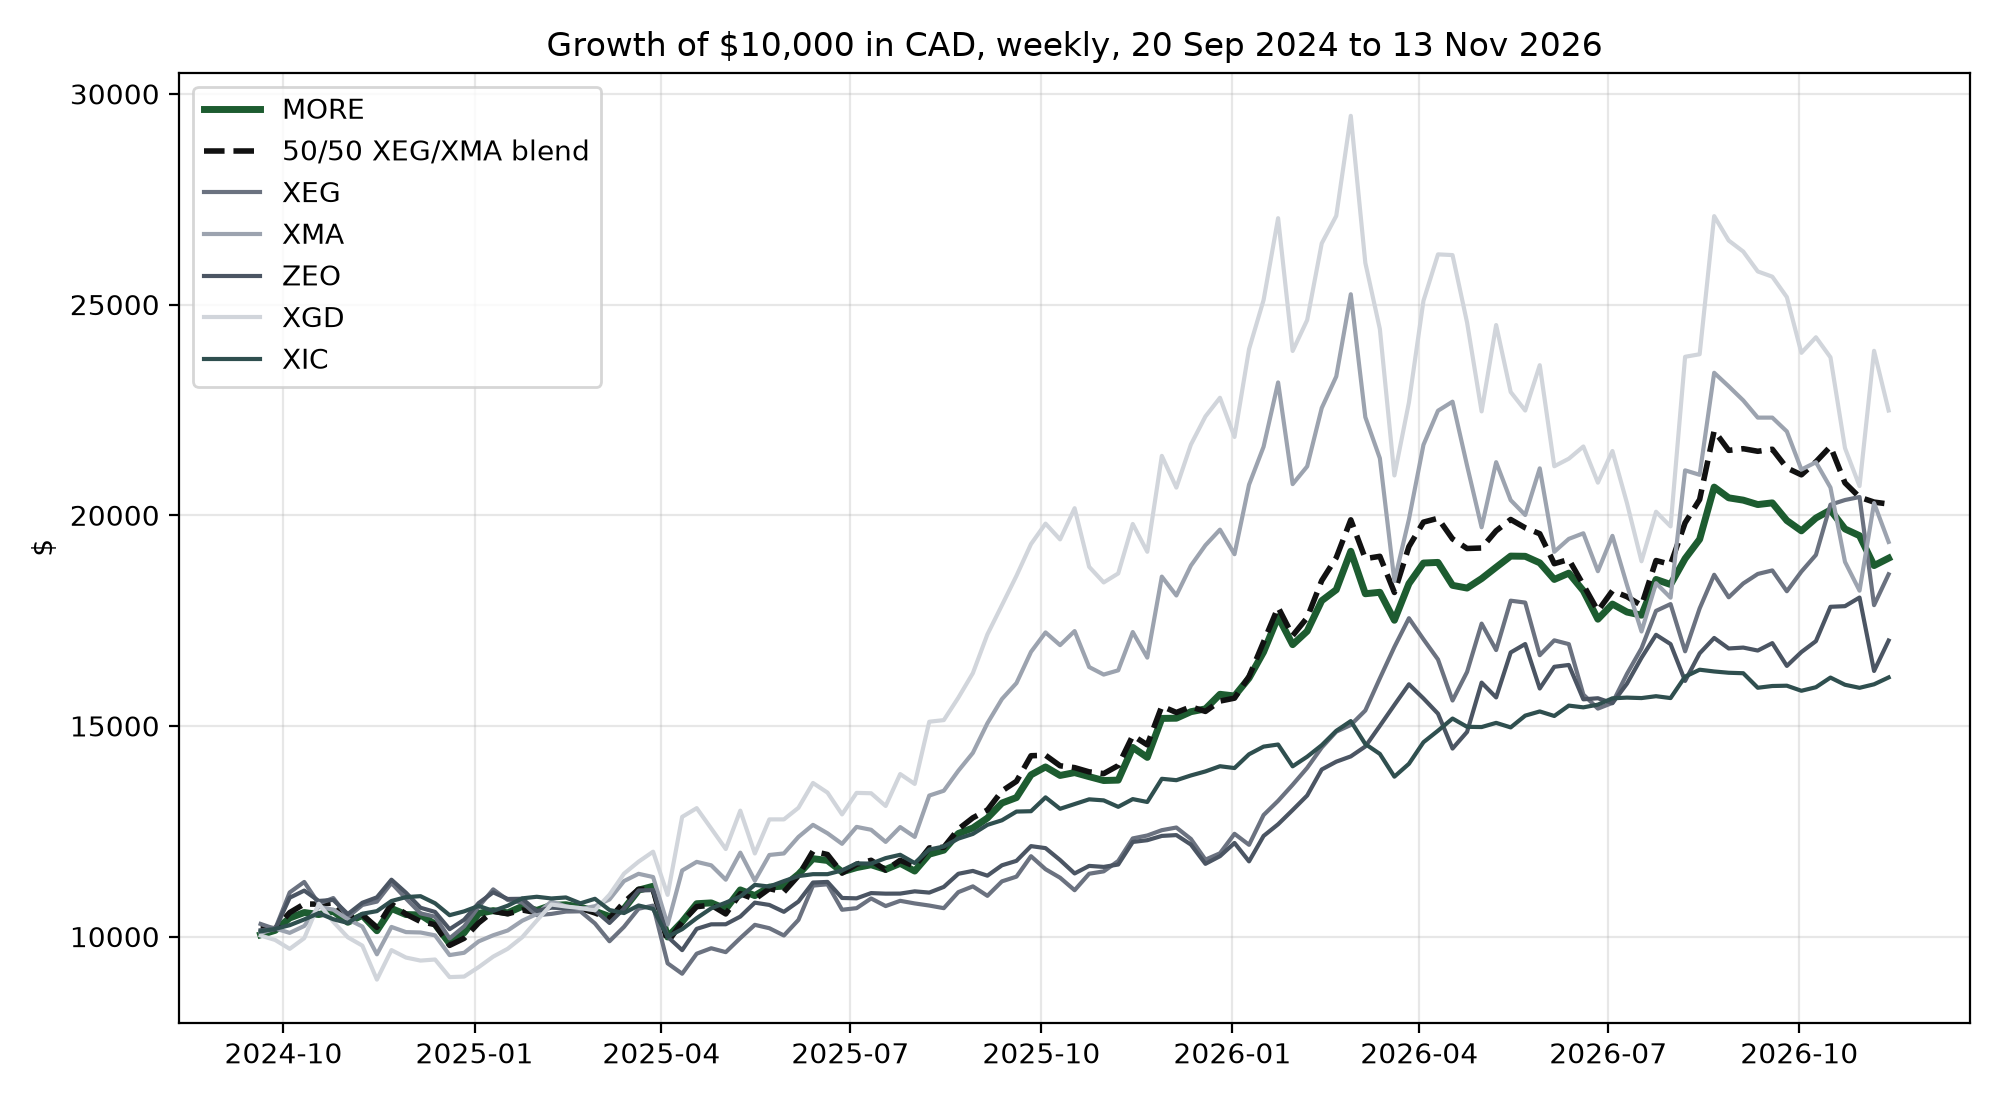 Growth of $10,000 in CAD, weekly, 20 Sep 2024 to 13 Nov 2026
30000
25000
20000
15000
10000
$
MORE
50/50 XEG/XMA blend
XEG
XMA
ZEO
XGD
XIC
2024-10
2025-01
2025-04
2025-07
2025-10
2026-01
2026-04
2026-07
2026-10